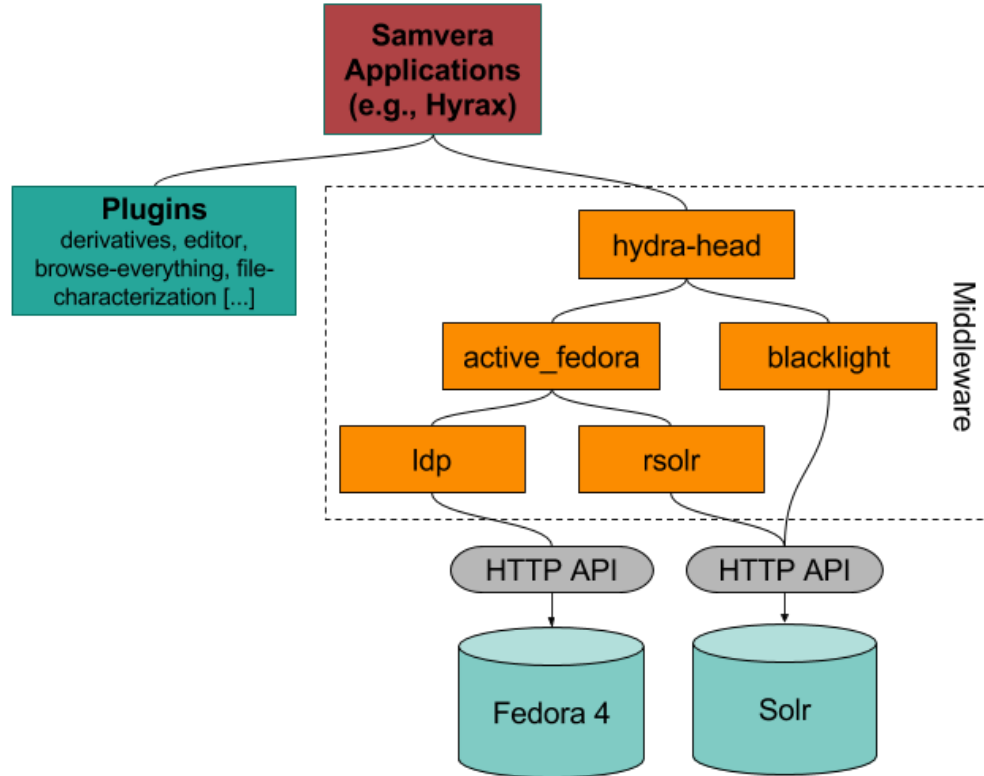 Samvera
Applications
(e.g., Hyrax)
Plugins
derivatives, editor,
browse-everything, file-
characterization [...]
hydra-head
Middleware
active_fedora
blacklight
ldp
rsolr
HTTP API
HTTP API
Fedora 4
Solr